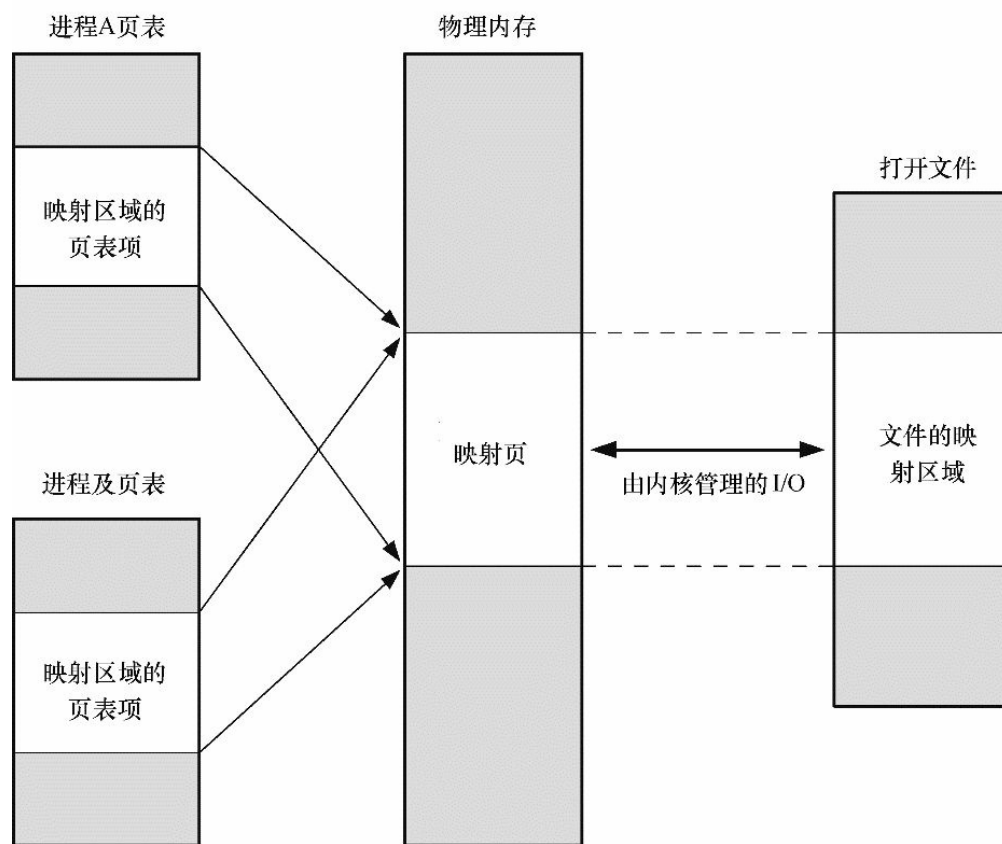 进程A页表
映射区域的
页表项
进程及页表
映射区域的
页表项
物理内存
映射页
由内核管理的 I/O
打开文件
文件的映
射区域